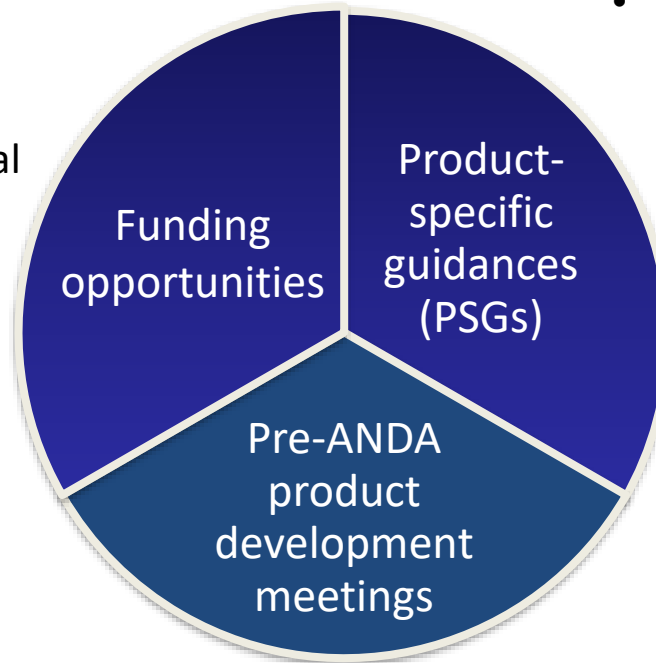 Funding
opportunities
Product-
specific
guidances
(PSGs)
Pre-ANDA
product
development
meetings